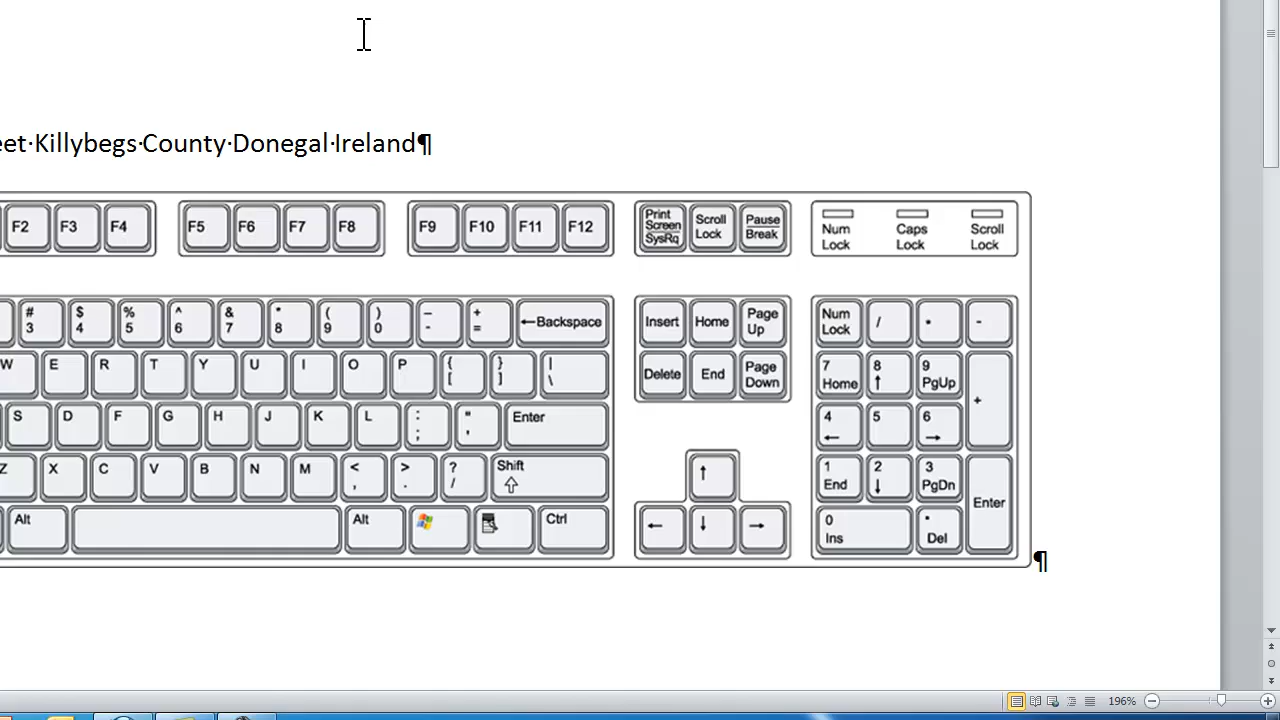 eet·Killybegs·County·Donegal·Ireland¶
F2 F3 F4 F5 F6 F7 F8 F9 F10 F11 F12 Print Screen SysRq Scroll Lock Pause Break Num Lock Caps Lock Scroll Lock
# 3 $ 4 % 5 ^ 6 & 7 * 8 ( 9 ) 0 – - + = ←Backspace Insert Home Page Up Num Lock / * -
W E R T Y U I O P { [ } ] | \ Delete End Page Down 7 Home 8 ↑ 9 PgUp +
S D F G H J K L : ; " ' Enter 4 ← 5 6 →
Z X C V B N M < , > . ? / Shift ⇧ ↑ 1 End 2 ↓ 3 PgDn Enter
Alt Alt Ctrl ← ↓ → 0 Ins . Del ¶
196%